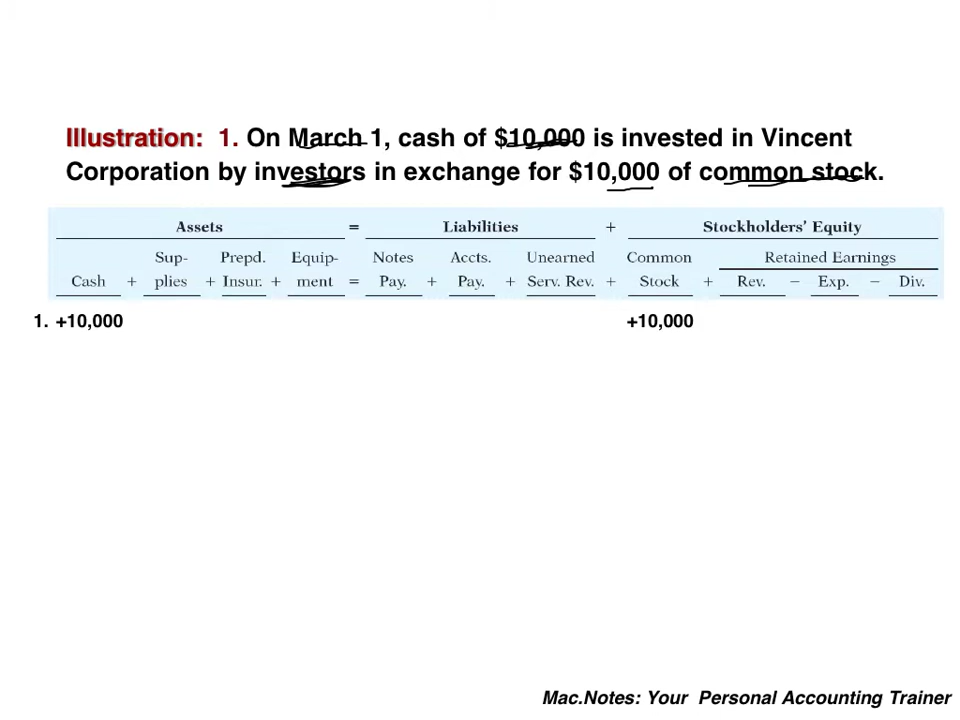 Illustration: 1. On March 1, cash of $10,000 is invested in Vincent
Corporation by investors in exchange for $10,000 of common stock.
Assets = Liabilities + Stockholders' Equity
Sup- Prepd. Equip- Notes Accts. Unearned Common Retained Earnings
Cash + plies + Insur. + ment = Pay. + Pay. + Serv. Rev. + Stock + Rev. – Exp. – Div.
1. +10,000 +10,000
Mac.Notes: Your Personal Accounting Trainer